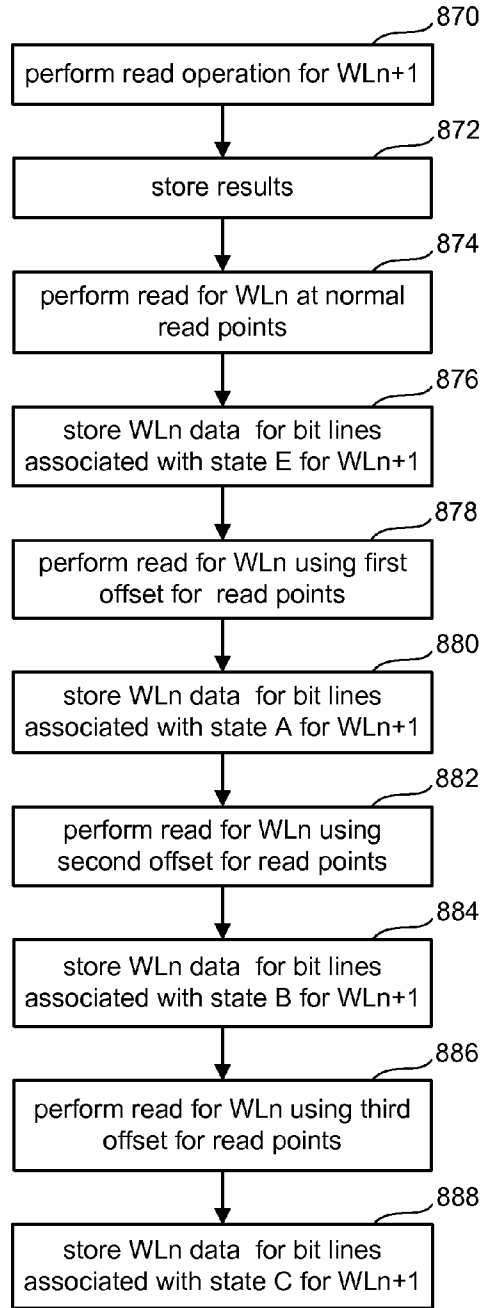 870
perform read operation for WLn+1
872
store results
874
perform read for WLn at normal
read points
876
store WLn data for bit lines
associated with state E for WLn+1
878
perform read for WLn using first
offset for read points
880
store WLn data for bit lines
associated with state A for WLn+1
882
perform read for WLn using
second offset for read points
884
store WLn data for bit lines
associated with state B for WLn+1
886
perform read for WLn using third
offset for read points
888
store WLn data for bit lines
associated with state C for WLn+1